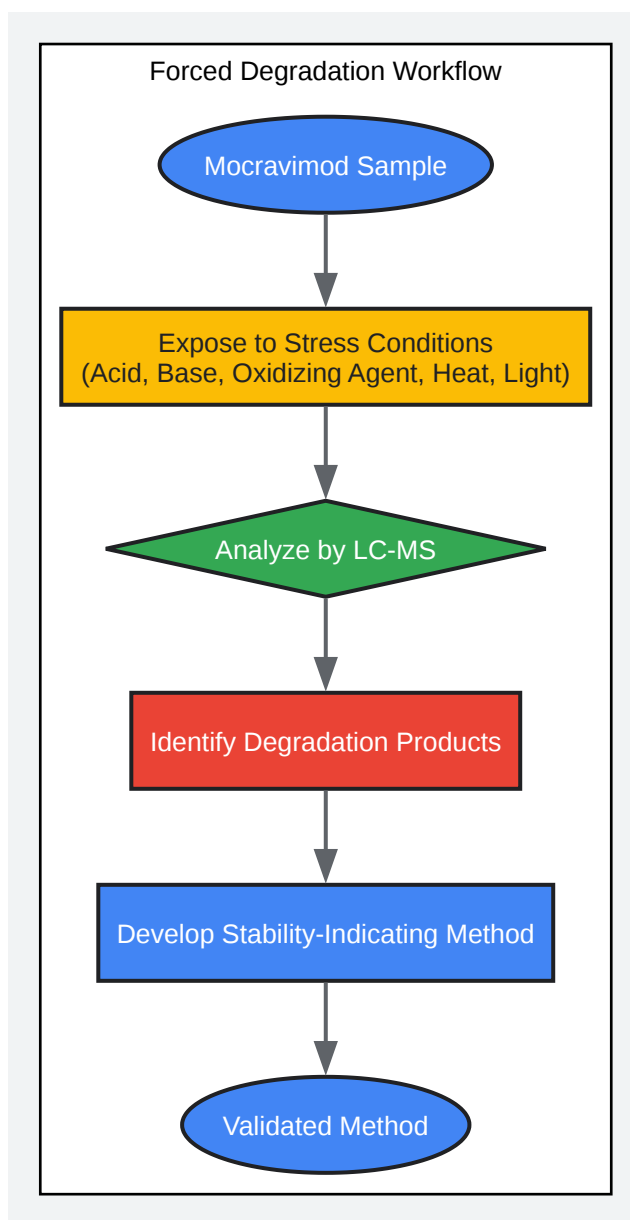 Forced Degradation Workflow
Mocravimod Sample
Expose to Stress Conditions
(Acid, Base, Oxidizing Agent, Heat, Light)
Analyze by LC-MS
Identify Degradation Products
Develop Stability-Indicating Method
Validated Method